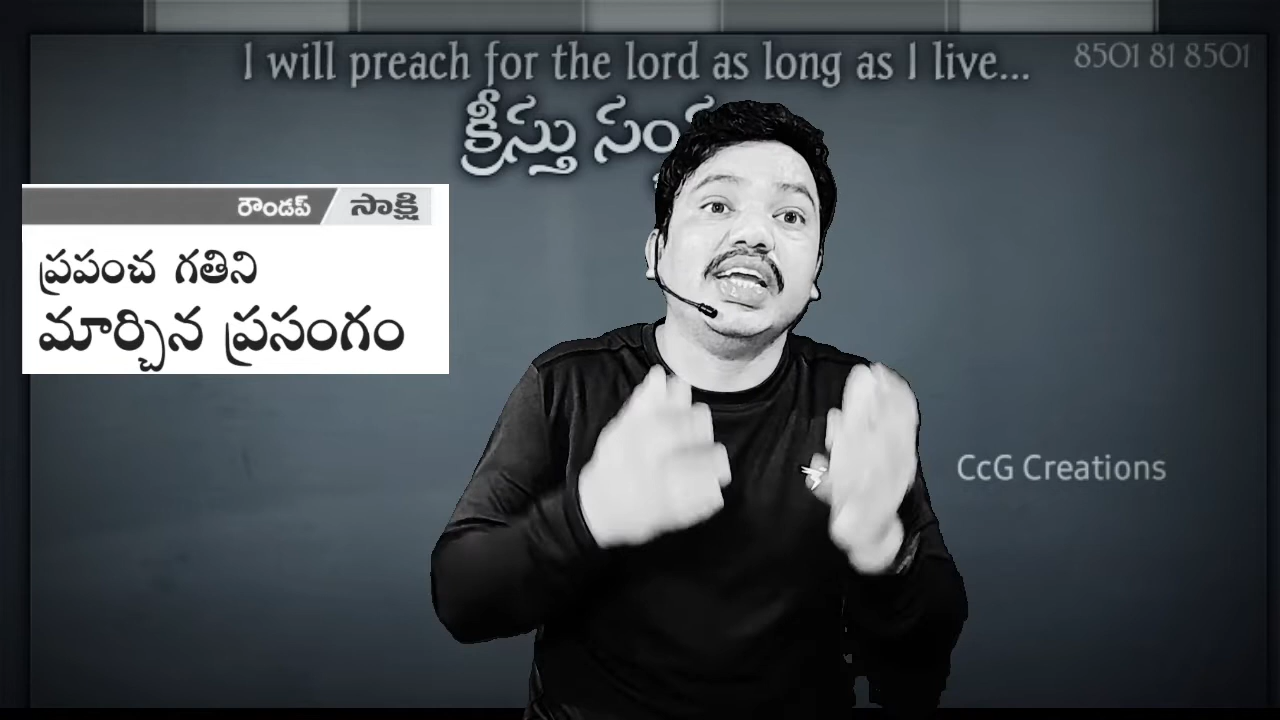 I will preach for the lord as long as I live...
8501 81 8501
క్రీస్తు
రౌండప్ సాక్షి
ప్రపంచ గతిని
మార్చిన ప్రసంగం
CcG Creations